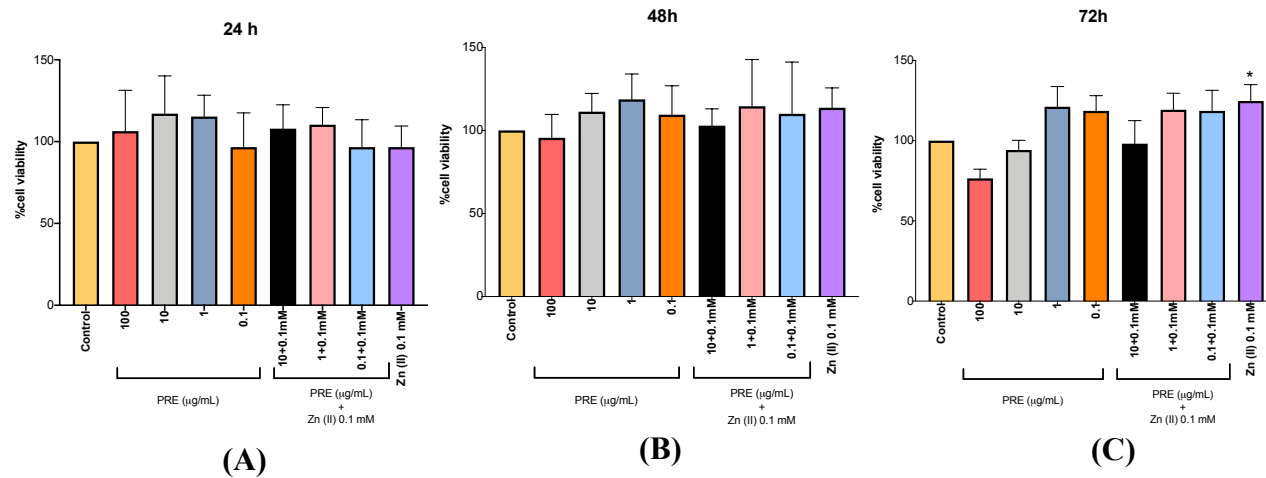 24 h
%cell viability
150
100
50
0
Control
100
10
1
0.1
10+0.1mM
1+0.1mM
0.1+0.1mM
Zn (II) 0.1 mM
PRE (μg/mL)
PRE (μg/mL)
+
Zn (II) 0.1 mM
(A)
48h
%cell viability
150
100
50
0
Control
100
10
1
0.1
10+0.1mM
1+0.1mM
0.1+0.1mM
Zn (II) 0.1 mM
PRE (μg/mL)
PRE (μg/mL)
+
Zn (II) 0.1 mM
(B)
72h
%cell viability
150
100
50
0
*
Control
100
10
1
0.1
10+0.1mM
1+0.1mM
0.1+0.1mM
Zn (II) 0.1 mM
PRE (μg/mL)
PRE (μg/mL)
+
Zn (II) 0.1 mM
(C)